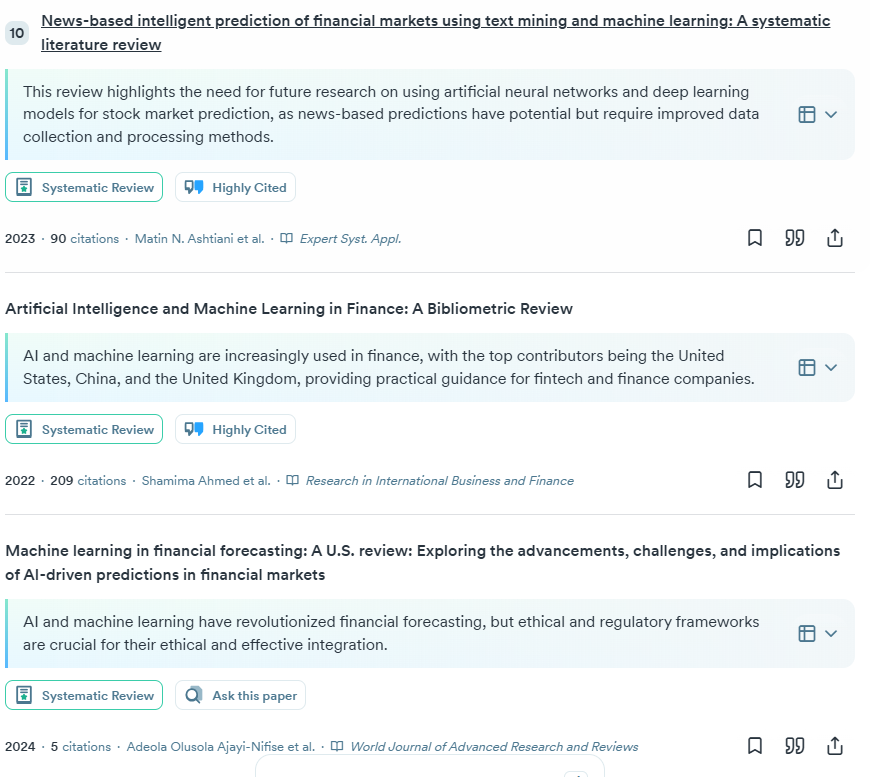 10
News-based intelligent prediction of financial markets using text mining and machine learning: A systematic
literature review
This review highlights the need for future research on using artificial neural networks and deep learning
models for stock market prediction, as news-based predictions have potential but require improved data
collection and processing methods.
Systematic Review
Highly Cited
2023 · 90 citations · Matin N. Ashtiani et al. · Expert Syst. Appl.
Artificial Intelligence and Machine Learning in Finance: A Bibliometric Review
AI and machine learning are increasingly used in finance, with the top contributors being the United
States, China, and the United Kingdom, providing practical guidance for fintech and finance companies.
Systematic Review
Highly Cited
2022 · 209 citations · Shamima Ahmed et al. · Research in International Business and Finance
Machine learning in financial forecasting: A U.S. review: Exploring the advancements, challenges, and implications
of AI-driven predictions in financial markets
AI and machine learning have revolutionized financial forecasting, but ethical and regulatory frameworks
are crucial for their ethical and effective integration.
Systematic Review
Ask this paper
2024 · 5 citations · Adeola Olusola Ajayi-Nifise et al. · World Journal of Advanced Research and Reviews